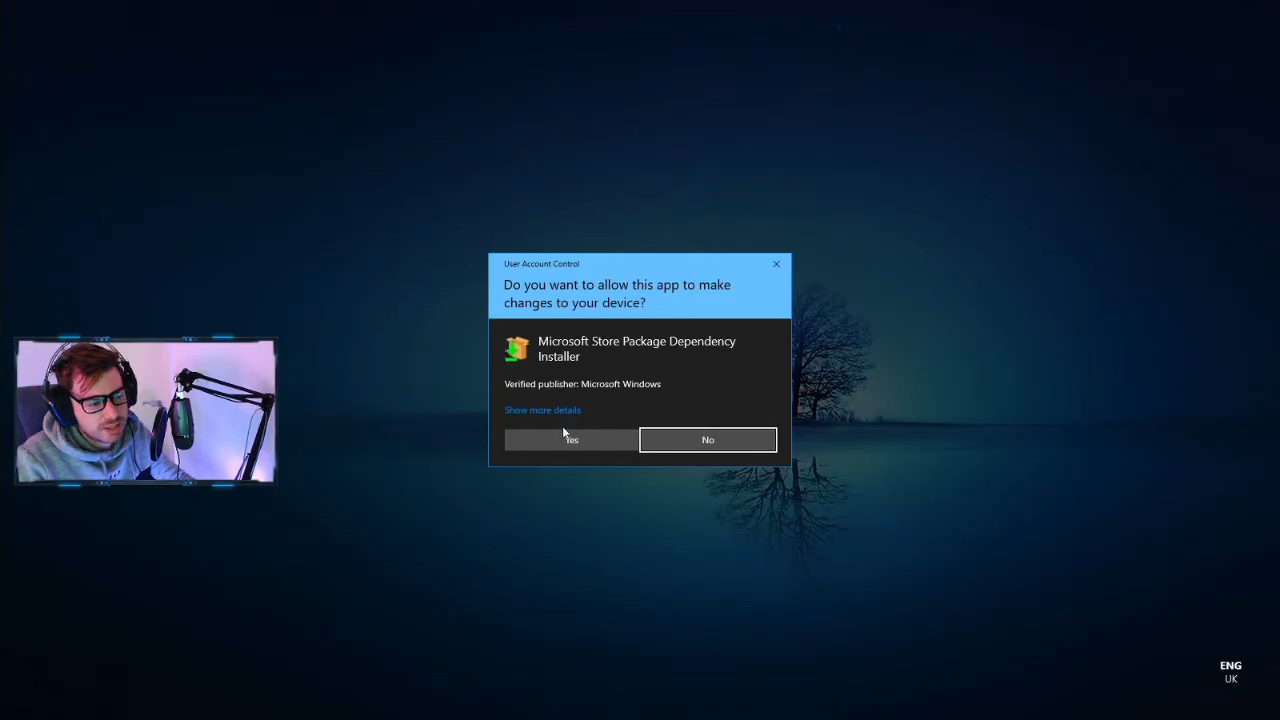 User Account Control
Do you want to allow this app to make
changes to your device?
Microsoft Store Package Dependency
Installer
Verified publisher: Microsoft Windows
Show more details
Yes
No
ENG
UK